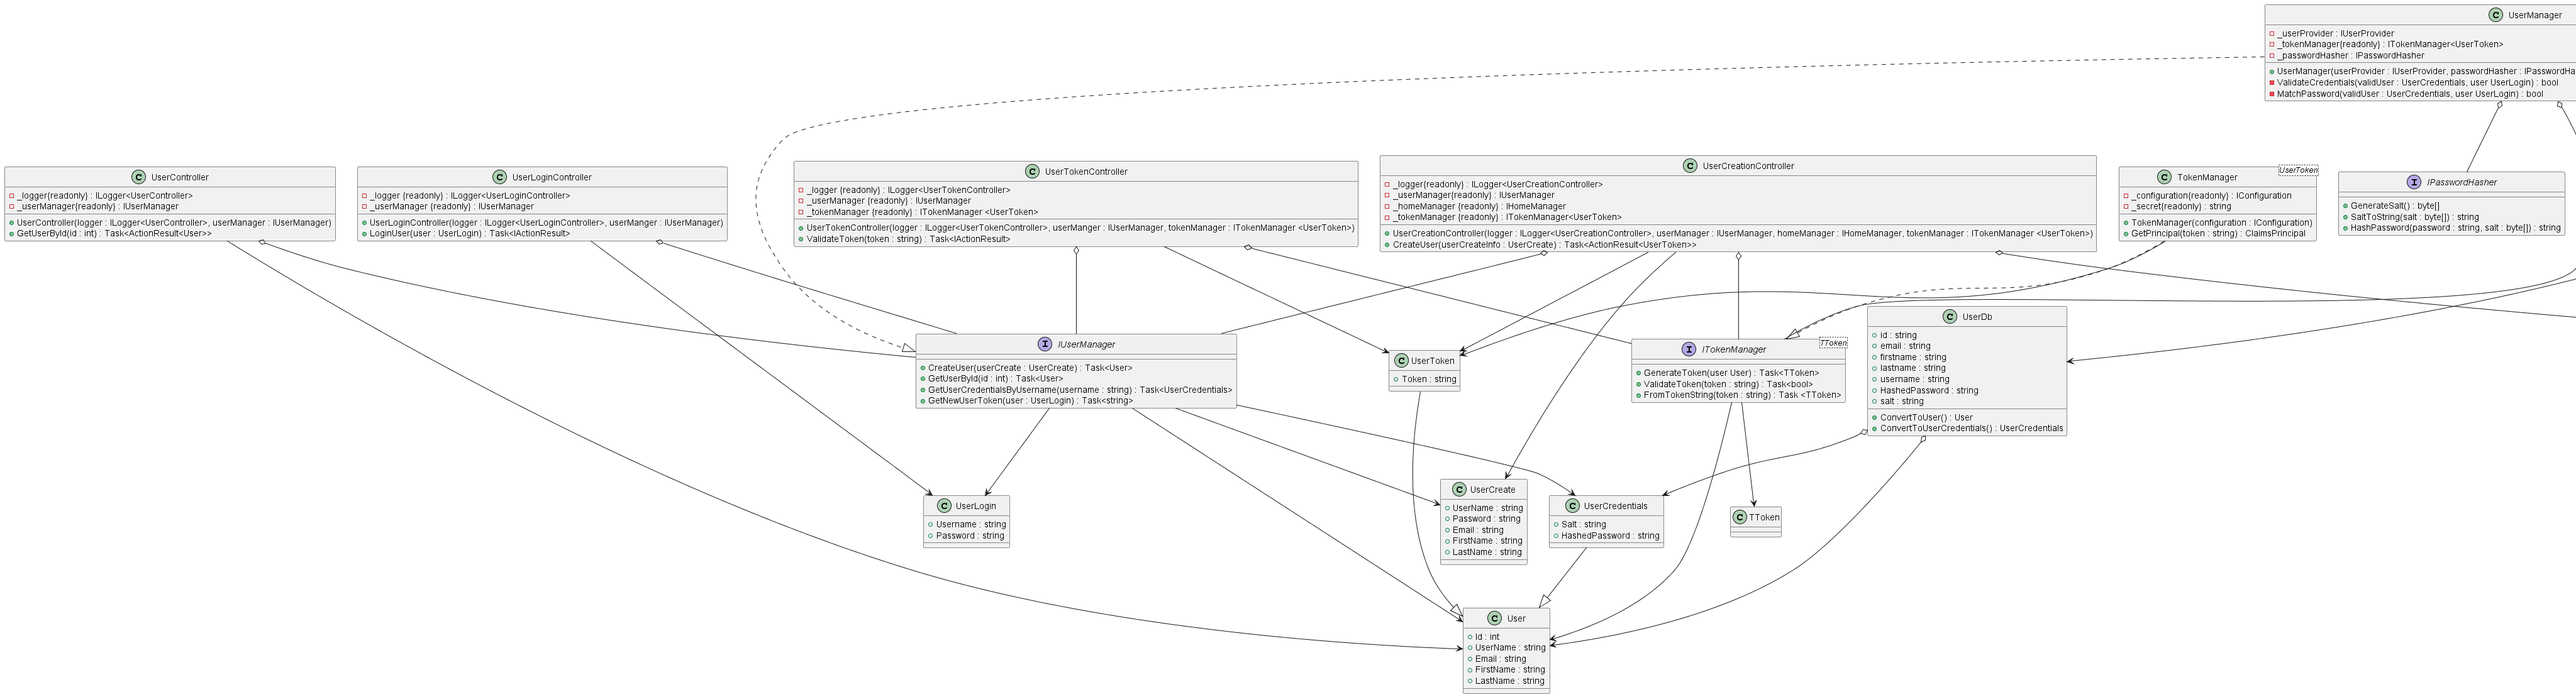 UserManager
_userProvider : IUserProvider
_tokenManager{readonly} : ITokenManager<UserToken>
_passwordHasher : IPasswordHasher
UserManager(userProvider : IUserProvider, passwordHasher : IPasswordHa
ValidateCredentials(validUser : UserCredentials, user UserLogin) : bool
MatchPassword(validUser : UserCredentials, user UserLogin) : bool
UserController
_logger{readonly} : ILogger<UserController>
_userManager{readonly} : IUserManager
UserController(logger : ILogger<UserController>, userManager : IUserManager)
GetUserById(id : int) : Task<ActionResult<User>>
UserLoginController
_logger {readonly} : ILogger<UserLoginController>
_userManager {readonly} : IUserManager
UserLoginController(logger : ILogger<UserLoginController>, userManger : IUserManager)
LoginUser(user : UserLogin) : Task<IActionResult>
UserTokenController
_logger {readonly} : ILogger<UserTokenController>
_userManager {readonly} : IUserManager
_tokenManager {readonly} : ITokenManager <UserToken>
UserTokenController(logger : ILogger<UserTokenController>, userManger : IUserManager, tokenManager : ITokenManager <UserToken>)
ValidateToken(token : string) : Task<IActionResult>
UserCreationController
_logger{readonly} : ILogger<UserCreationController>
_userManager{readonly} : IUserManager
_homeManager {readonly} : IHomeManager
_tokenManager {readonly} : ITokenManager<UserToken>
UserCreationController(logger : ILogger<UserCreationController>, userManager : IUserManager, homeManager : IHomeManager, tokenManager : ITokenManager <UserToken>)
CreateUser(userCreateInfo : UserCreate) : Task<ActionResult<UserToken>>
TokenManager
UserToken
_configuration{readonly} : IConfiguration
_secret{readonly} : string
TokenManager(configuration : IConfiguration)
GetPrincipal(token : string) : ClaimsPrincipal
IPasswordHasher
GenerateSalt() : byte[]
SaltToString(salt : byte[]) : string
HashPassword(password : string, salt : byte[]) : string
IUserManager
CreateUser(userCreate : UserCreate) : Task<User>
GetUserById(id : int) : Task<User>
GetUserCredentialsByUsername(username : string) : Task<UserCredentials>
GetNewUserToken(user : UserLogin) : Task<string>
UserToken
Token : string
ITokenManager
TToken
GenerateToken(user User) : Task<TToken>
ValidateToken(token : string) : Task<bool>
FromTokenString(token : string) : Task <TToken>
UserDb
id : string
email : string
firstname : string
lastname : string
username : string
HashedPassword : string
salt : string
ConvertToUser() : User
ConvertToUserCredentials() : UserCredentials
UserLogin
Username : string
Password : string
UserCreate
UserName : string
Password : string
Email : string
FirstName : string
LastName : string
UserCredentials
Salt : string
HashedPassword : string
TToken
User
Id : int
UserName : string
Email : string
FirstName : string
LastName : string